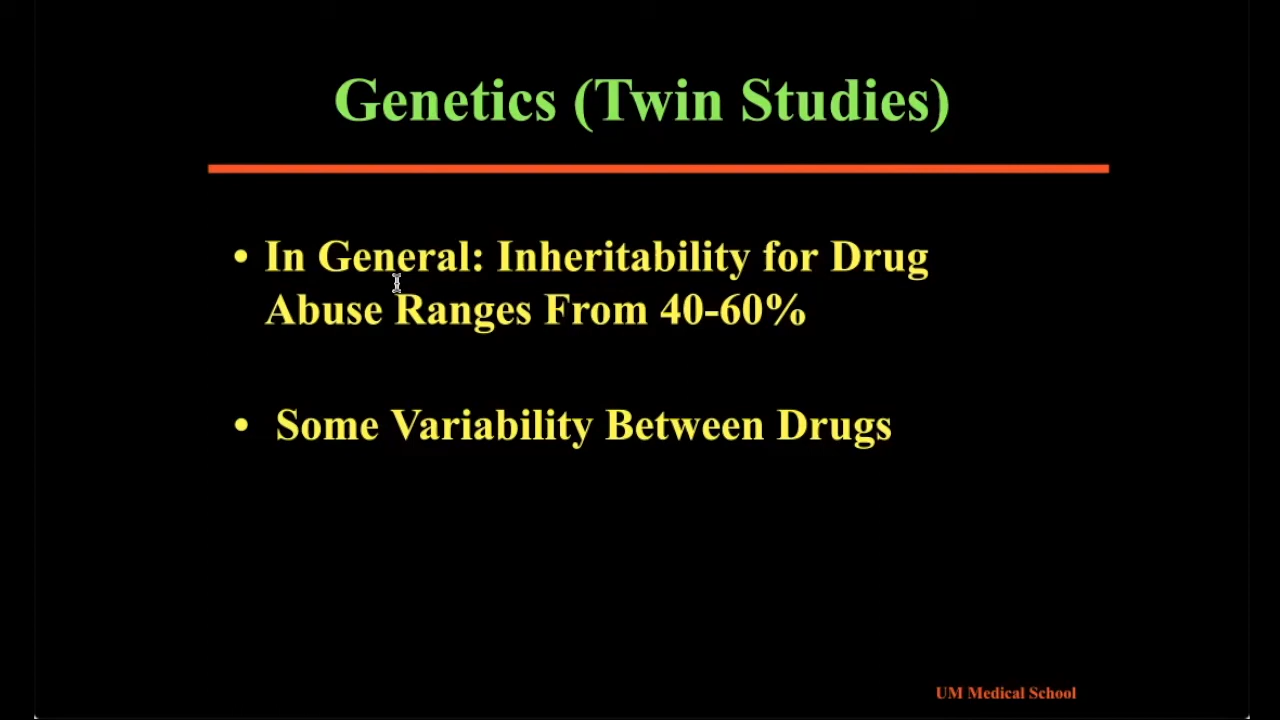 Genetics (Twin Studies)
• In General: Inheritability for Drug
Abuse Ranges From 40-60%
• Some Variability Between Drugs
UM Medical School